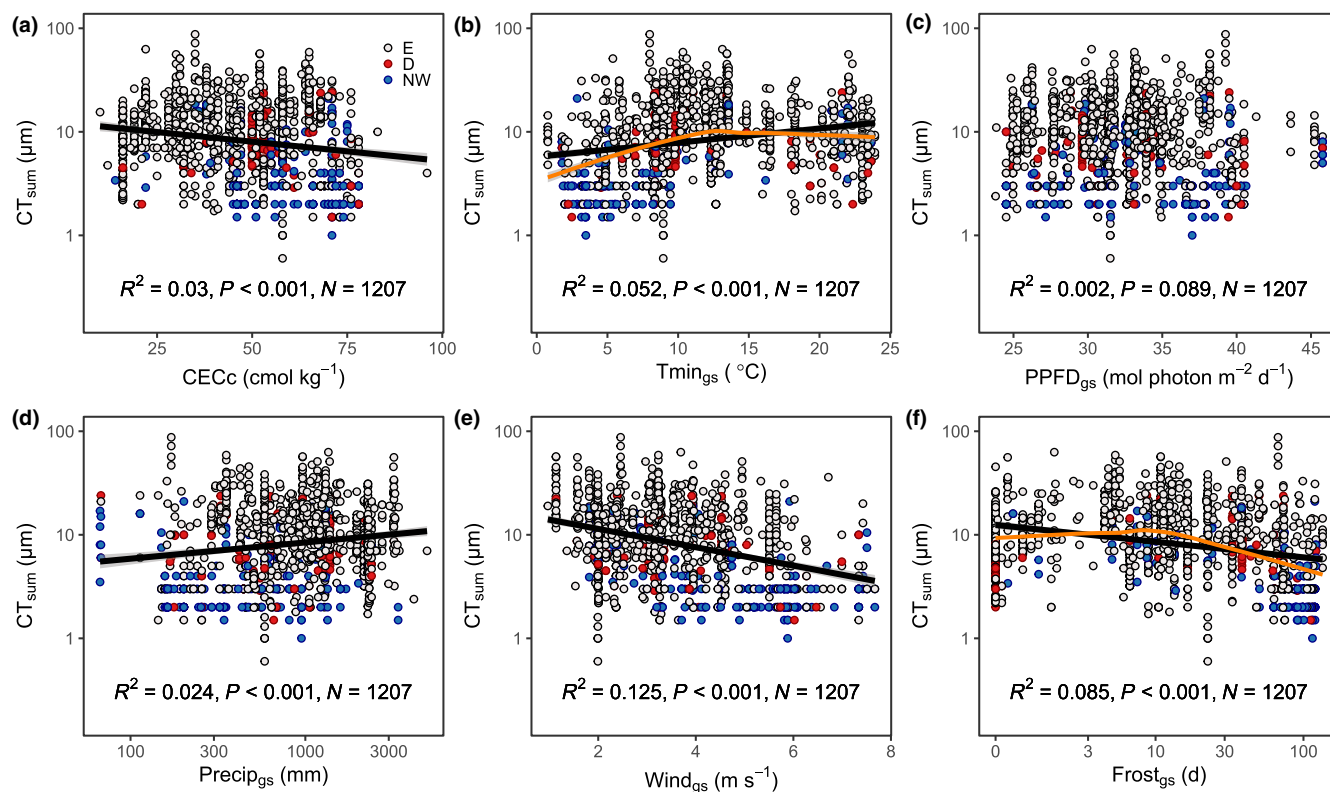 (a)
100
10
1
CT_sum (µm)
E
D
NW
R² = 0.03, P < 0.001, N = 1207
25 50 75 100
CECc (cmol kg⁻¹)
(b)
100
10
1
CT_sum (µm)
R² = 0.052, P < 0.001, N = 1207
0 5 10 15 20 25
Tmin_gs ( °C)
(c)
100
10
1
CT_sum (µm)
R² = 0.002, P = 0.089, N = 1207
25 30 35 40 45
PPFD_gs (mol photon m⁻² d⁻¹)
(d)
100
10
1
CT_sum (µm)
R² = 0.024, P < 0.001, N = 1207
100 300 1000 3000
Precip_gs (mm)
(e)
100
10
1
CT_sum (µm)
R² = 0.125, P < 0.001, N = 1207
2 4 6 8
Wind_gs (m s⁻¹)
(f)
100
10
1
CT_sum (µm)
R² = 0.085, P < 0.001, N = 1207
0 3 10 30 100
Frost_gs (d)